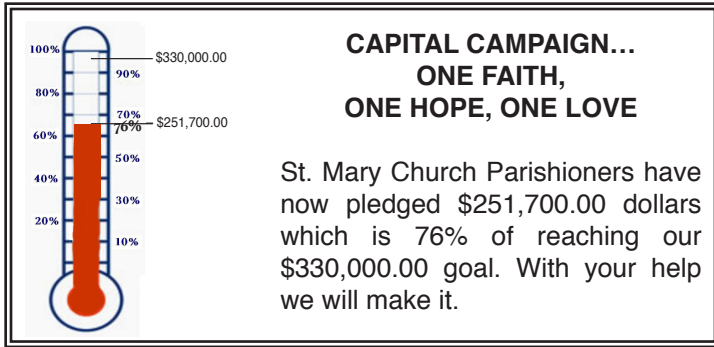 100%
$330,000.00
90%
80%
70%
76%
$251,700.00
60%
50%
40%
30%
20%
10%
CAPITAL CAMPAIGN...
ONE FAITH,
ONE HOPE, ONE LOVE
St. Mary Church Parishioners have
now pledged $251,700.00 dollars
which is 76% of reaching our
$330,000.00 goal. With your help
we will make it.